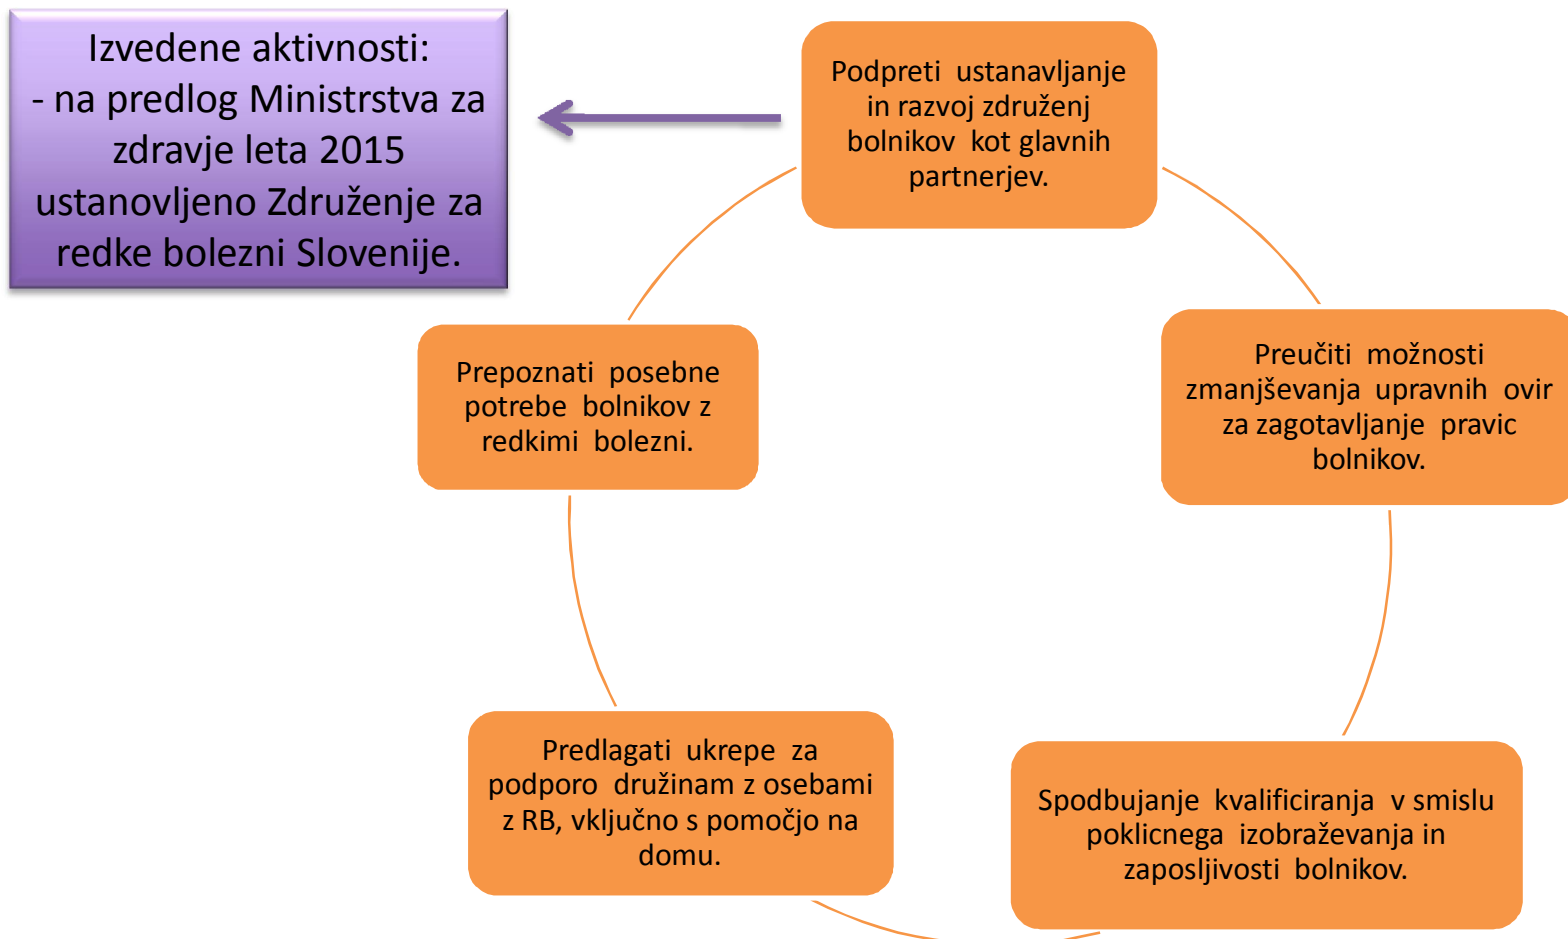 Izvedene aktivnosti:
- na predlog Ministrstva za
zdravje leta 2015
ustanovljeno Združenje za
redke bolezni Slovenije.
Podpreti ustanavljanje
in razvoj združenj
bolnikov kot glavnih
partnerjev.
Preučiti možnosti
zmanjševanja upravnih ovir
za zagotavljanje pravic
bolnikov.
Spodbujanje kvalificiranja v smislu
poklicnega izobraževanja in
zaposljivosti bolnikov.
Predlagati ukrepe za
podporo družinam z osebami
z RB, vključno s pomočjo na
domu.
Prepoznati posebne
potrebe bolnikov z
redkimi bolezni.